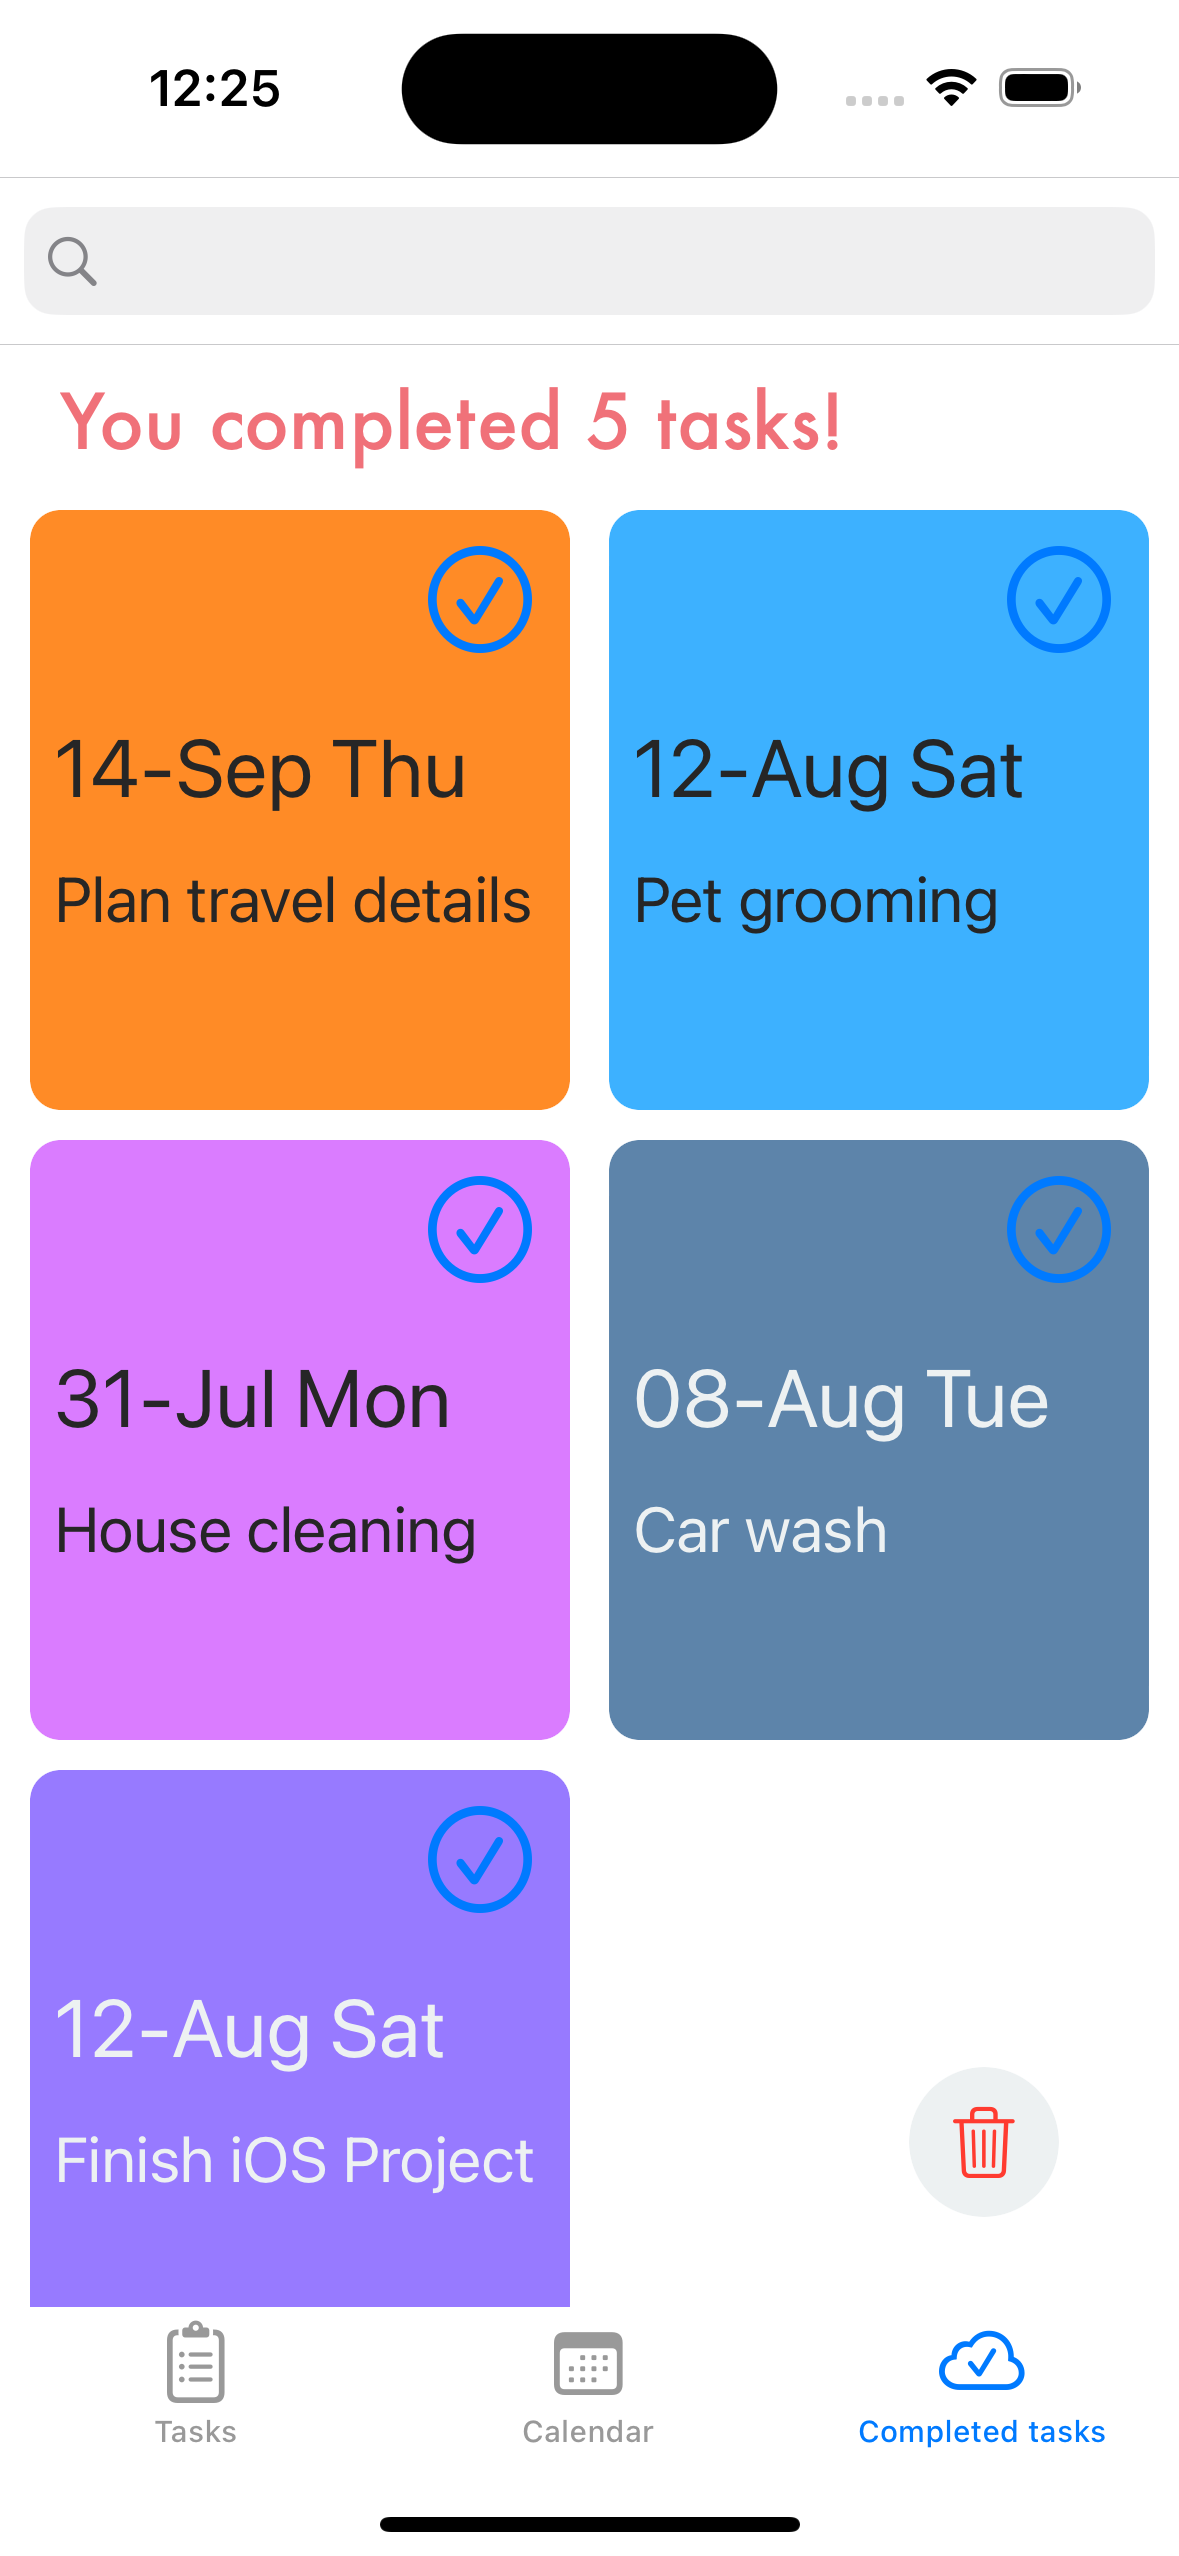 12:25
You completed 5 tasks!
14-Sep Thu
Plan travel details
12-Aug Sat
Pet grooming
31-Jul Mon
House cleaning
08-Aug Tue
Car wash
12-Aug Sat
Finish iOS Project
Tasks
Calendar
Completed tasks